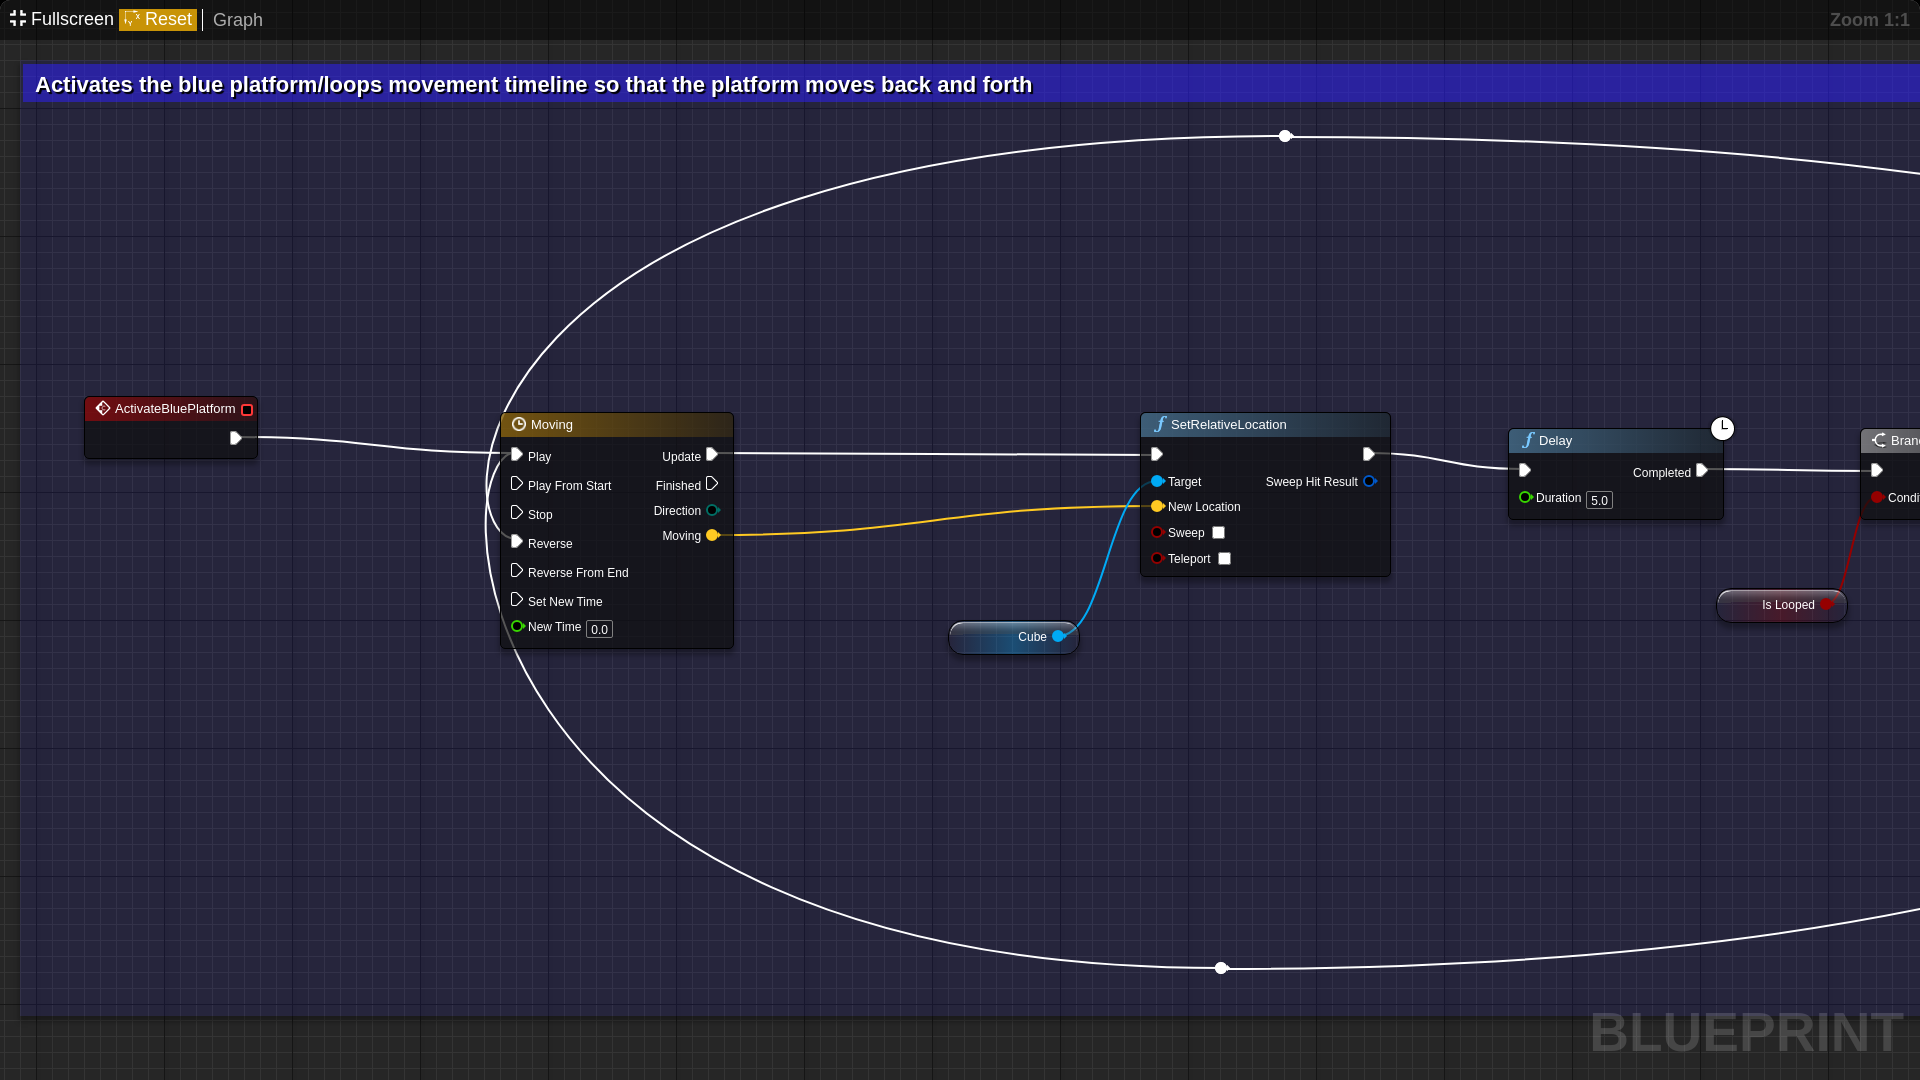 Fullscreen Reset Graph Zoom 1:1
Activates the blue platform/loops movement timeline so that the platform moves back and forth
ActivateBluePlatform
Moving
Play Update
Play From Start Finished
Direction
Stop
Moving
Reverse
Reverse From End
Set New Time
New Time 0.0
SetRelativeLocation
Target Sweep Hit Result
New Location
Sweep
Teleport
Cube
Delay
Completed
Duration 5.0
Bran
Condi
Is Looped
BLUEPRINT